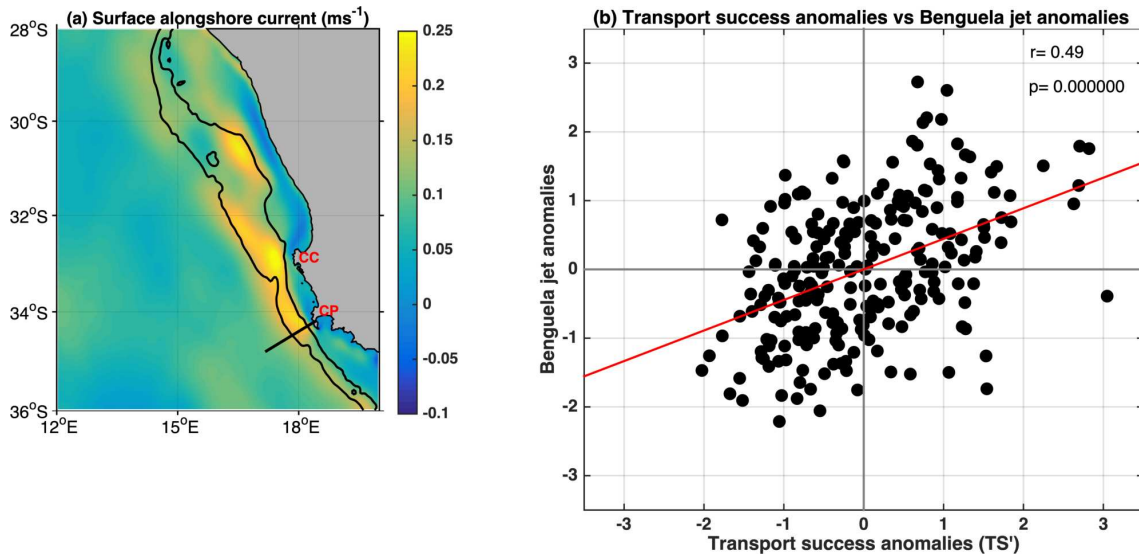 (a) Surface alongshore current (ms⁻¹)
28°S
30°S
32°S
34°S
36°S
12°E
15°E
18°E
CC
CP
0.25
0.2
0.15
0.1
0.05
0
-0.05
-0.1
(b) Transport success anomalies vs Benguela jet anomalies
r= 0.49
p= 0.000000
Benguela jet anomalies
3
2
1
0
-1
-2
-3
-3
-2
-1
0
1
2
3
Transport success anomalies (TS')